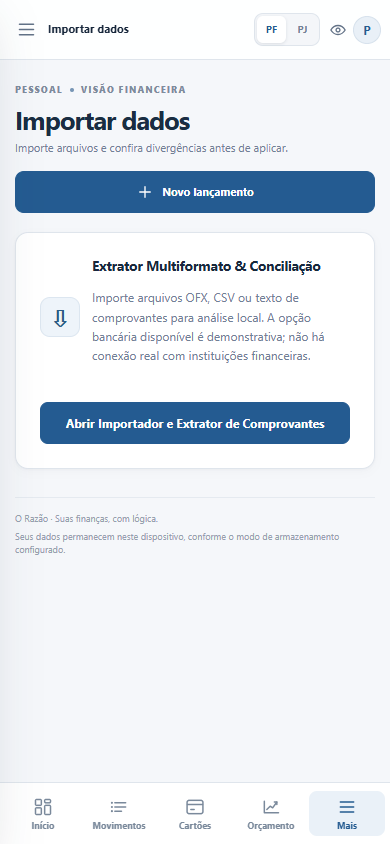 Importar dados
PF
PJ
P
PESSOAL • VISÃO FINANCEIRA
Importar dados
Importe arquivos e confira divergências antes de aplicar.
Novo lançamento
Extrator Multiformato & Conciliação
Importe arquivos OFX, CSV ou texto de
comprovantes para análise local. A opção
bancária disponível é demonstrativa; não há
conexão real com instituições financeiras.
Abrir Importador e Extrator de Comprovantes
O Razão · Suas finanças, com lógica.
Seus dados permanecem neste dispositivo, conforme o modo de armazenamento
configurado.
Início
Movimentos
Cartões
Orçamento
Mais